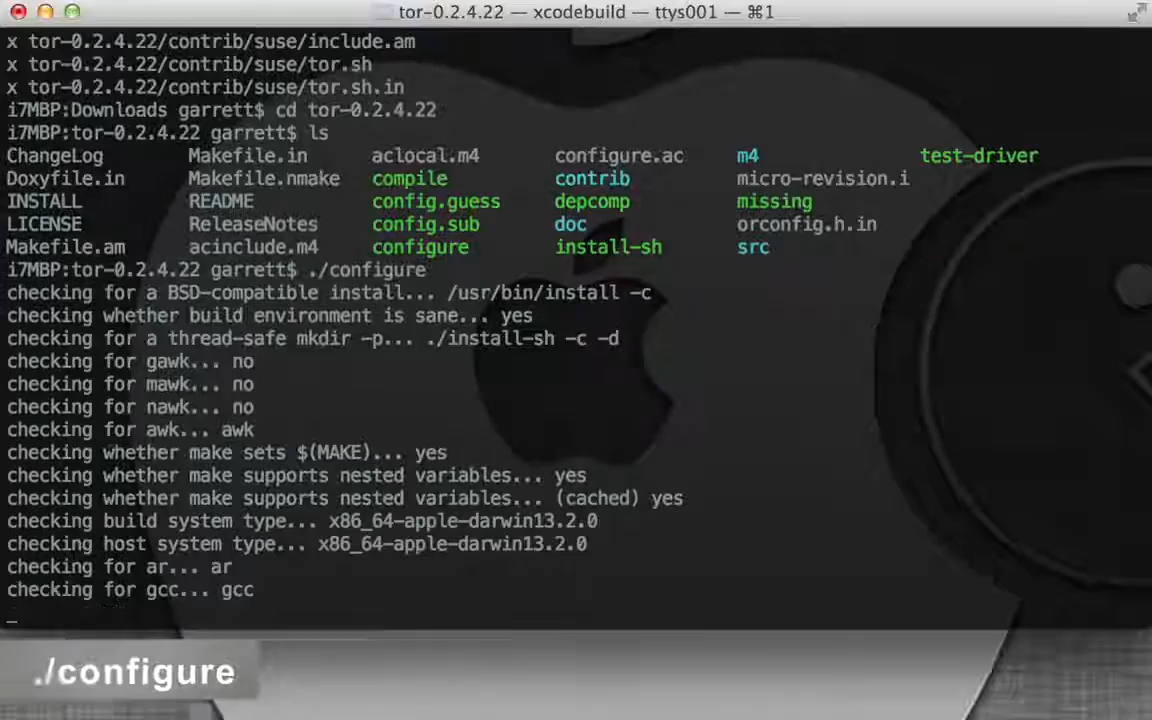 tor-0.2.4.22 — xcodebuild — ttys001 — ⌘1
x tor-0.2.4.22/contrib/suse/include.am
x tor-0.2.4.22/contrib/suse/tor.sh
x tor-0.2.4.22/contrib/suse/tor.sh.in
i7MBP:Downloads garrett$ cd tor-0.2.4.22
i7MBP:tor-0.2.4.22 garrett$ ls
ChangeLog Makefile.in aclocal.m4 configure.ac m4 test-driver
Doxyfile.in Makefile.nmake compile contrib micro-revision.i
INSTALL README config.guess depcomp missing
LICENSE ReleaseNotes config.sub doc orconfig.h.in
Makefile.am acinclude.m4 configure install-sh src
i7MBP:tor-0.2.4.22 garrett$ ./configure
checking for a BSD-compatible install... /usr/bin/install -c
checking whether build environment is sane... yes
checking for a thread-safe mkdir -p... ./install-sh -c -d
checking for gawk... no
checking for mawk... no
checking for nawk... no
checking for awk... awk
checking whether make sets $(MAKE)... yes
checking whether make supports nested variables... yes
checking whether make supports nested variables... (cached) yes
checking build system type... x86_64-apple-darwin13.2.0
checking host system type... x86_64-apple-darwin13.2.0
checking for ar... ar
checking for gcc... gcc
./configure